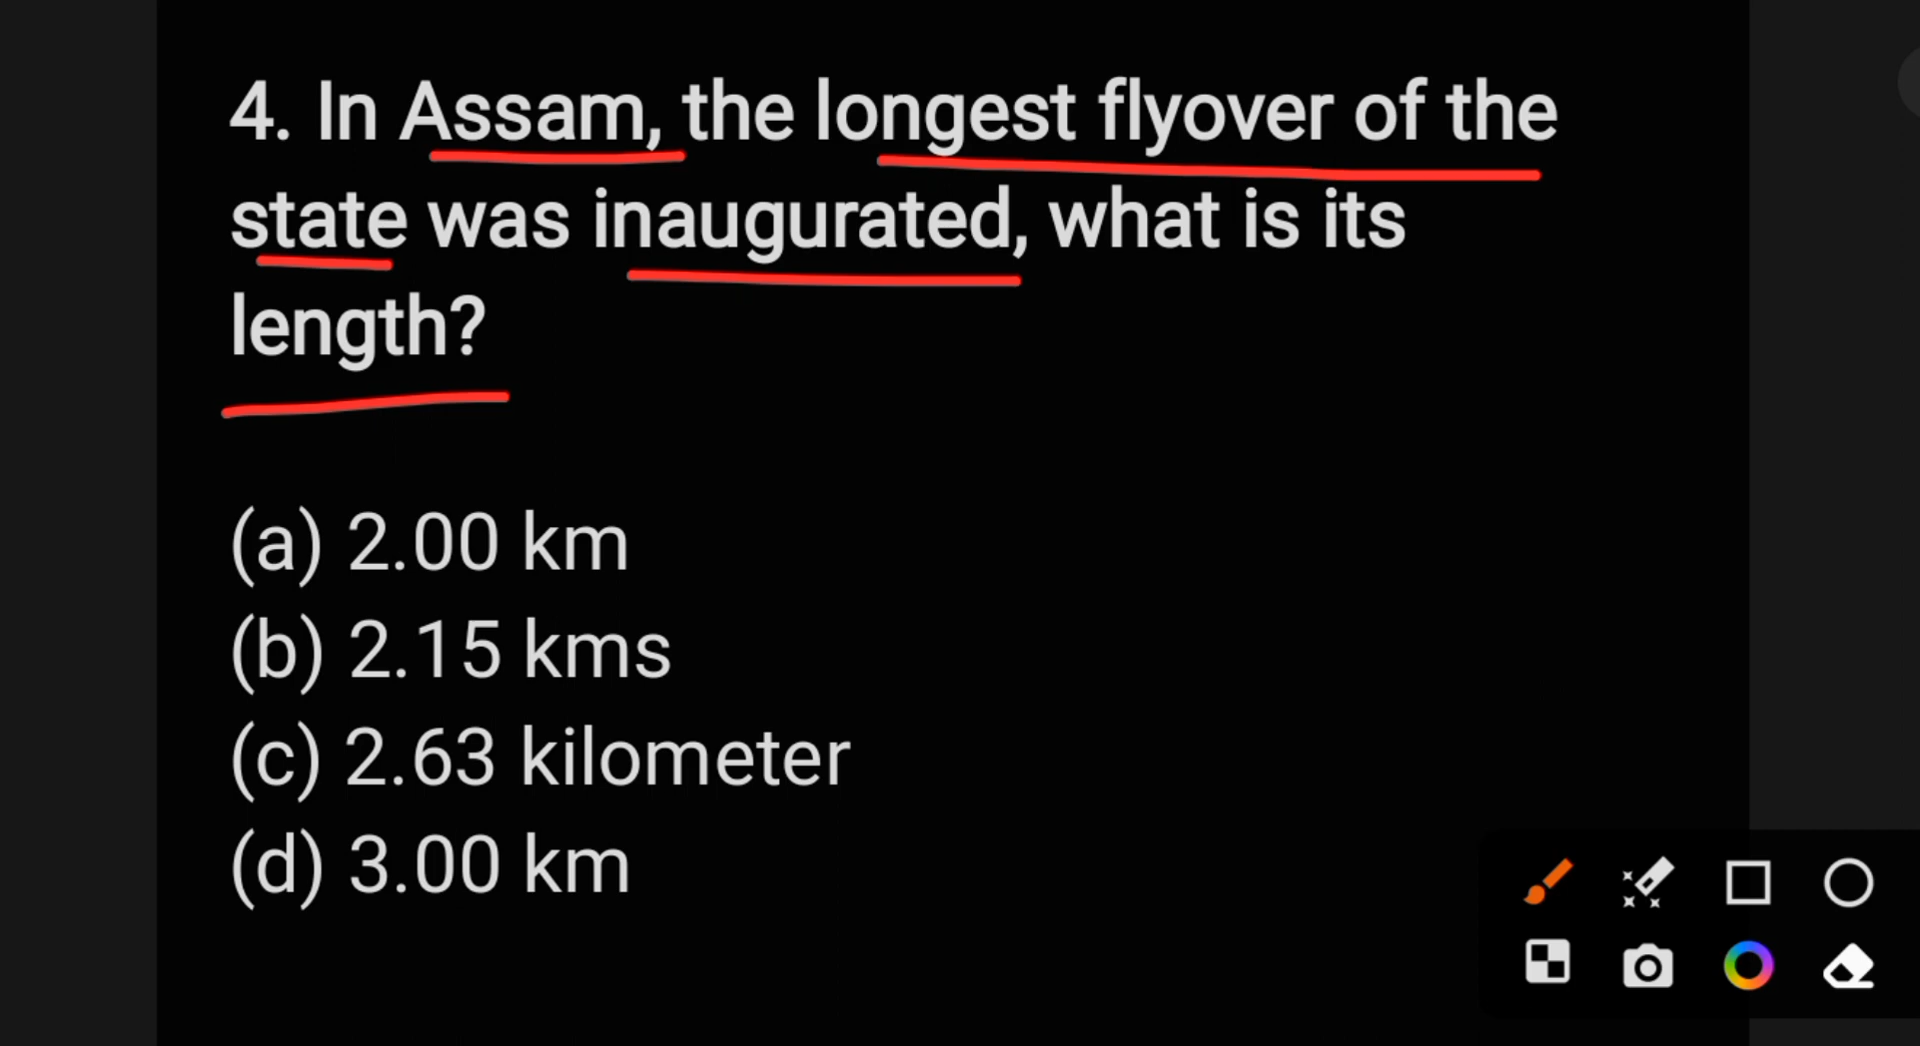 4. In Assam, the longest flyover of the
state was inaugurated, what is its
length?
(a) 2.00 km
(b) 2.15 kms
(c) 2.63 kilometer
(d) 3.00 km